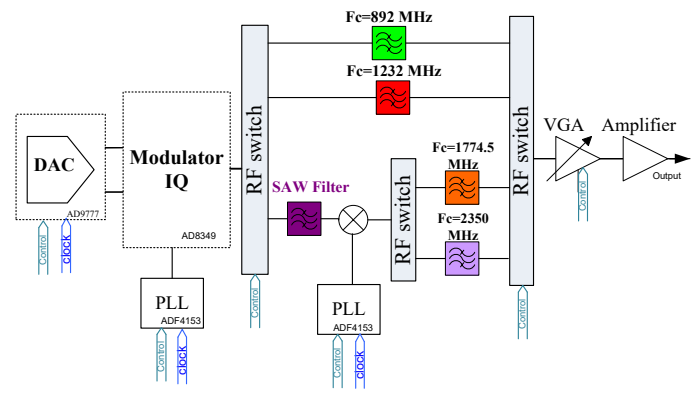 Fc=892 MHz
Fc=1232 MHz
RF switch
RF switch
VGA
Amplifier
Output
Control
DAC
AD9777
Control
clock
Modulator
IQ
AD8349
SAW Filter
RF switch
Fc=1774.5
MHz
Fc=2350
MHz
PLL
ADF4153
Control
clock
Control
PLL
ADF4153
Control
clock
Control